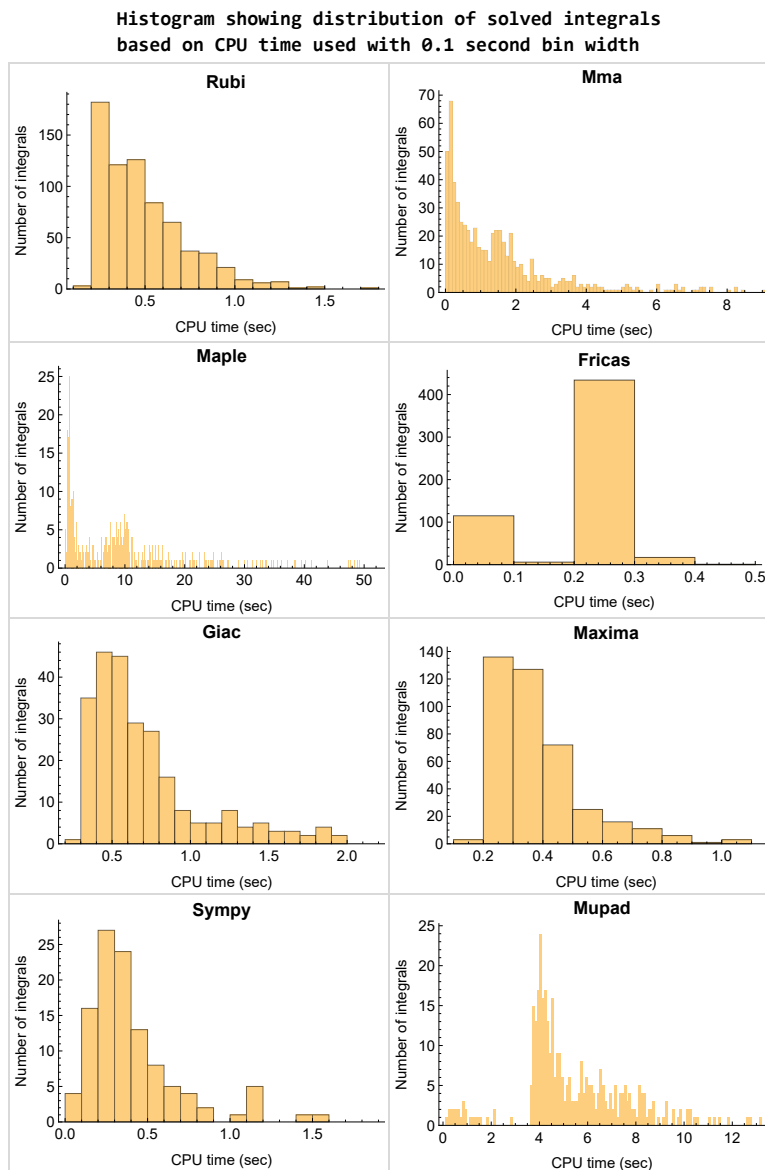 Histogram showing distribution of solved integrals
based on CPU time used with 0.1 second bin width
Rubi
Number of integrals
150
100
50
0
0.5 1.0 1.5
CPU time (sec)
Mma
Number of integrals
70
60
50
40
30
20
10
0
0 2 4 6 8
CPU time (sec)
Maple
Number of integrals
25
20
15
10
5
0
0 10 20 30 40 50
CPU time (sec)
Fricas
Number of integrals
400
300
200
100
0
0.0 0.1 0.2 0.3 0.4 0.5
CPU time (sec)
Giac
Number of integrals
40
30
20
10
0
0.5 1.0 1.5 2.0
CPU time (sec)
Maxima
Number of integrals
140
120
100
80
60
40
20
0
0.2 0.4 0.6 0.8 1.0
CPU time (sec)
Sympy
Number of integrals
25
20
15
10
5
0
0.0 0.5 1.0 1.5
CPU time (sec)
Mupad
Number of integrals
25
20
15
10
5
0
0 2 4 6 8 10 12
CPU time (sec)